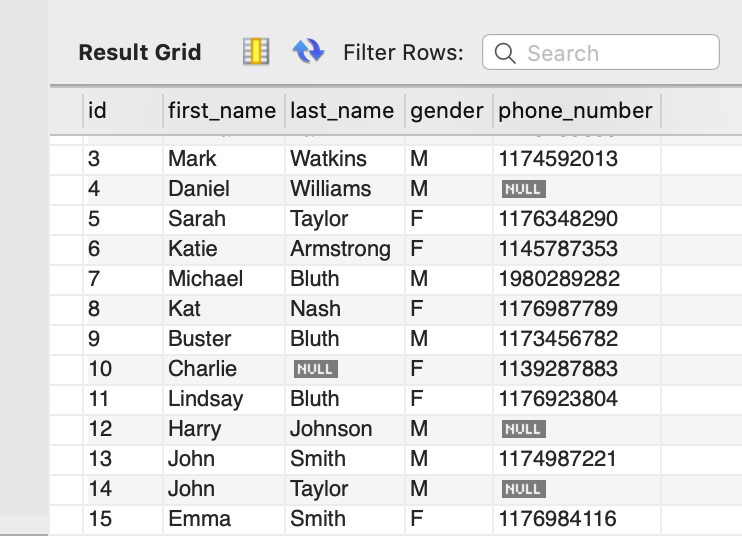 Result Grid Filter Rows: Search
id first_name last_name gender phone_number
3 Mark Watkins M 1174592013
4 Daniel Williams M NULL
5 Sarah Taylor F 1176348290
6 Katie Armstrong F 1145787353
7 Michael Bluth M 1980289282
8 Kat Nash F 1176987789
9 Buster Bluth M 1173456782
10 Charlie NULL F 1139287883
11 Lindsay Bluth F 1176923804
12 Harry Johnson M NULL
13 John Smith M 1174987221
14 John Taylor M NULL
15 Emma Smith F 1176984116